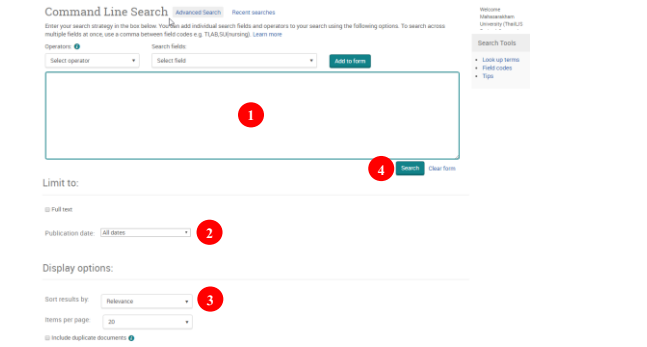 Command Line Search Advanced Search Recent searches
Enter your search strategy in the box below. You can add individual search fields and operators to your search using the following options. To search across
multiple fields at once, use a comma between field codes e.g. TI,AB,SU(nursing). Learn more
Operators: Search fields:
Select operator Select field Add to form
1
4 Search Clear form
Limit to:
Full text
Publication date: All dates 2
Display options:
Sort results by: Relevance 3
Items per page: 20
Include duplicate documents
Welcome
Mahasarakham
University (ThaiLIS
Search Tools
Look up terms
Field codes
Tips